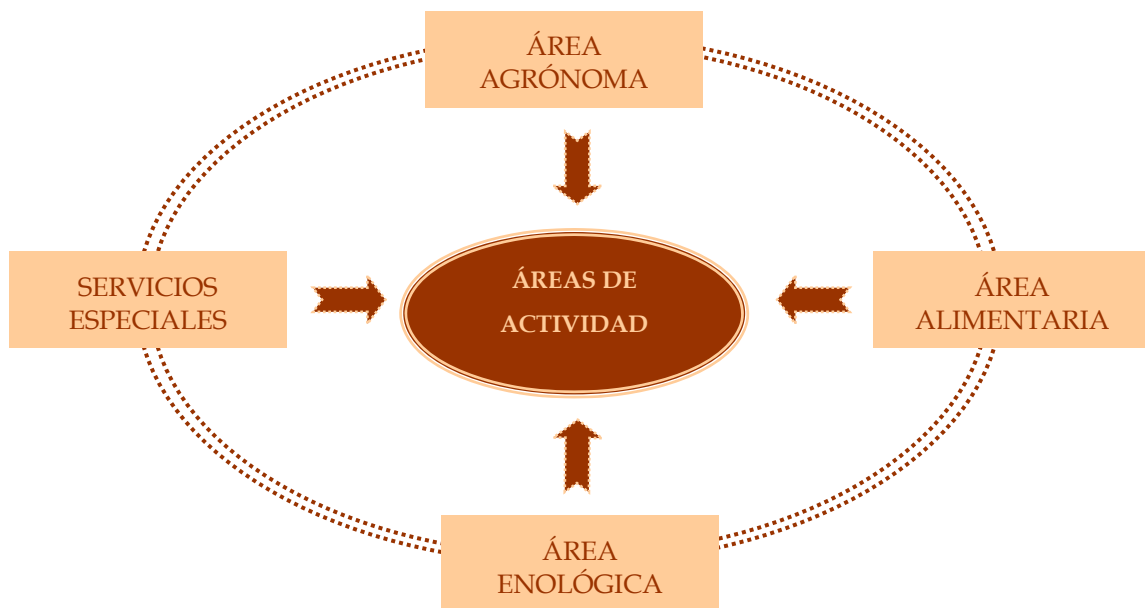 ÁREA
AGRÓNOMA
SERVICIOS
ESPECIALES
ÁREAS DE
ACTIVIDAD
ÁREA
ALIMENTARIA
ÁREA
ENOLÓGICA